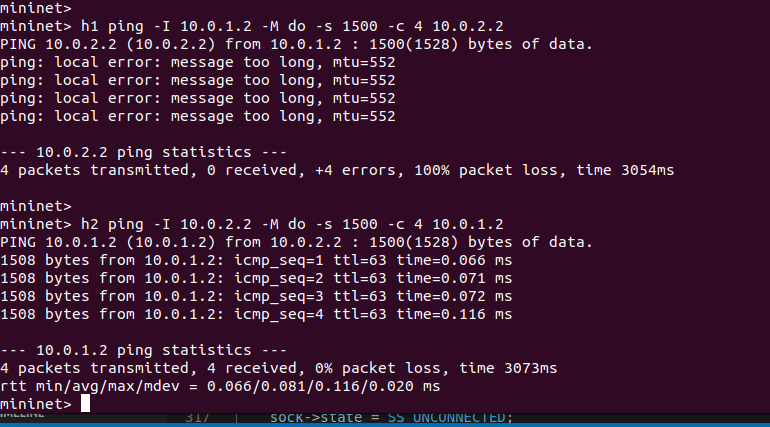 mininet>
mininet> h1 ping -I 10.0.1.2 -M do -s 1500 -c 4 10.0.2.2
PING 10.0.2.2 (10.0.2.2) from 10.0.1.2 : 1500(1528) bytes of data.
ping: local error: message too long, mtu=552
ping: local error: message too long, mtu=552
ping: local error: message too long, mtu=552
ping: local error: message too long, mtu=552
--- 10.0.2.2 ping statistics ---
4 packets transmitted, 0 received, +4 errors, 100% packet loss, time 3054ms
mininet>
mininet> h2 ping -I 10.0.2.2 -M do -s 1500 -c 4 10.0.1.2
PING 10.0.1.2 (10.0.1.2) from 10.0.2.2 : 1500(1528) bytes of data.
1508 bytes from 10.0.1.2: icmp_seq=1 ttl=63 time=0.066 ms
1508 bytes from 10.0.1.2: icmp_seq=2 ttl=63 time=0.071 ms
1508 bytes from 10.0.1.2: icmp_seq=3 ttl=63 time=0.072 ms
1508 bytes from 10.0.1.2: icmp_seq=4 ttl=63 time=0.116 ms
--- 10.0.1.2 ping statistics ---
4 packets transmitted, 4 received, 0% packet loss, time 3073ms
rtt min/avg/max/mdev = 0.066/0.081/0.116/0.020 ms
mininet>
317 sock->state = SS_UNCONNECTED;